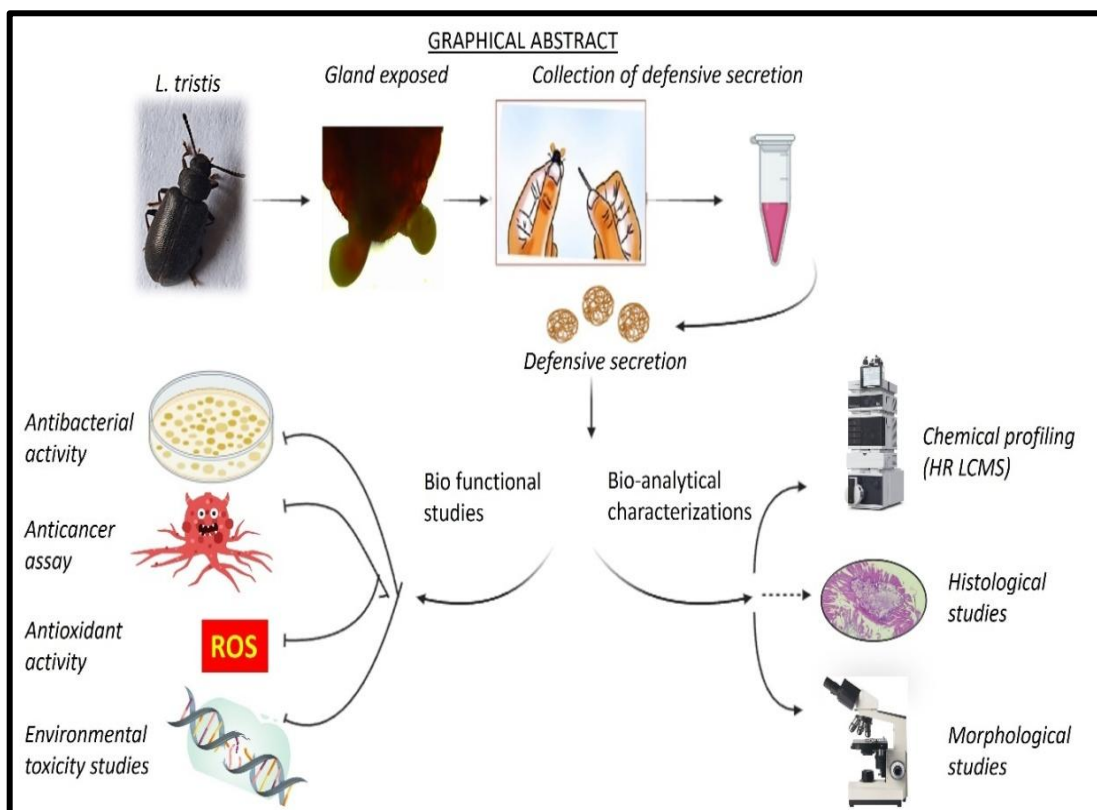 GRAPHICAL ABSTRACT
L. tristis
Gland exposed
Collection of defensive secretion
Defensive secretion
Antibacterial
activity
Anticancer
assay
Antioxidant
activity
ROS
Environmental
toxicity studies
Bio functional
studies
Bio-analytical
characterizations
Chemical profiling
(HR LCMS)
Histological
studies
Morphological
studies